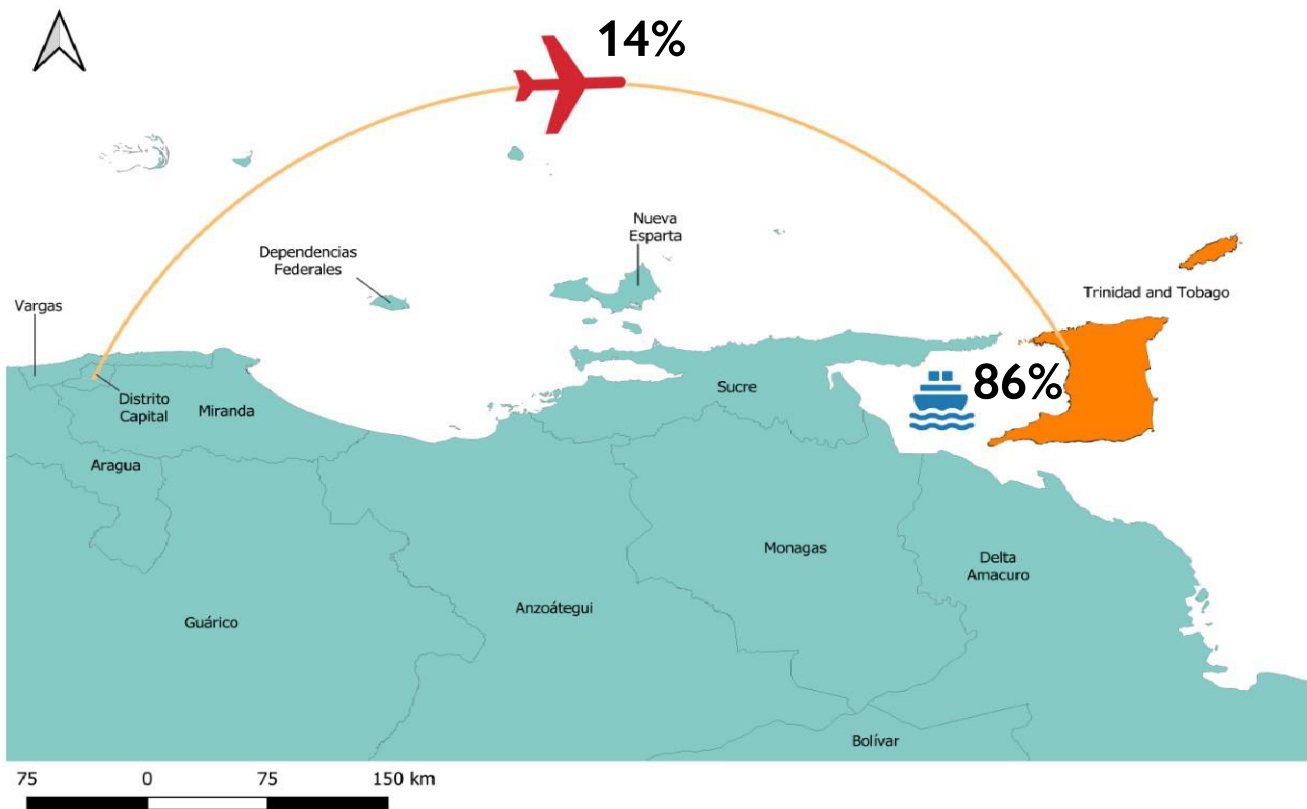 14%
Nueva
Esparta
Dependencias
Federales
Trinidad and Tobago
Vargas
86%
Sucre
Distrito
Capital
Miranda
Aragua
Monagas
Delta
Amacuro
Anzoátegui
Guárico
Bolívar
75 0 75 150 km